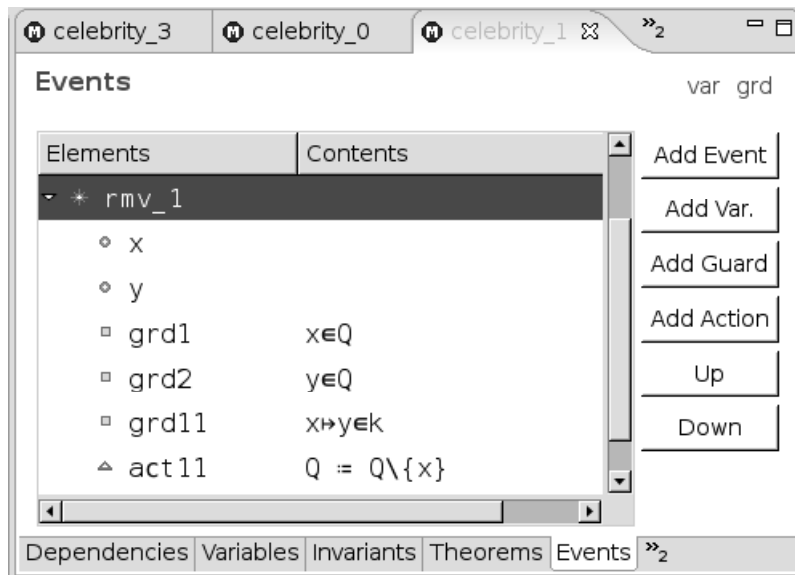 celebrity_3 celebrity_0 celebrity_1 »2
Events var grd
Elements Contents
Add Event
rmv_1
Add Var.
x
y
Add Guard
grd1 x∈Q
Add Action
grd2 y∈Q
Up
grd11 x↦y∈k
Down
act11 Q ≔ Q\{x}
Dependencies Variables Invariants Theorems Events »2